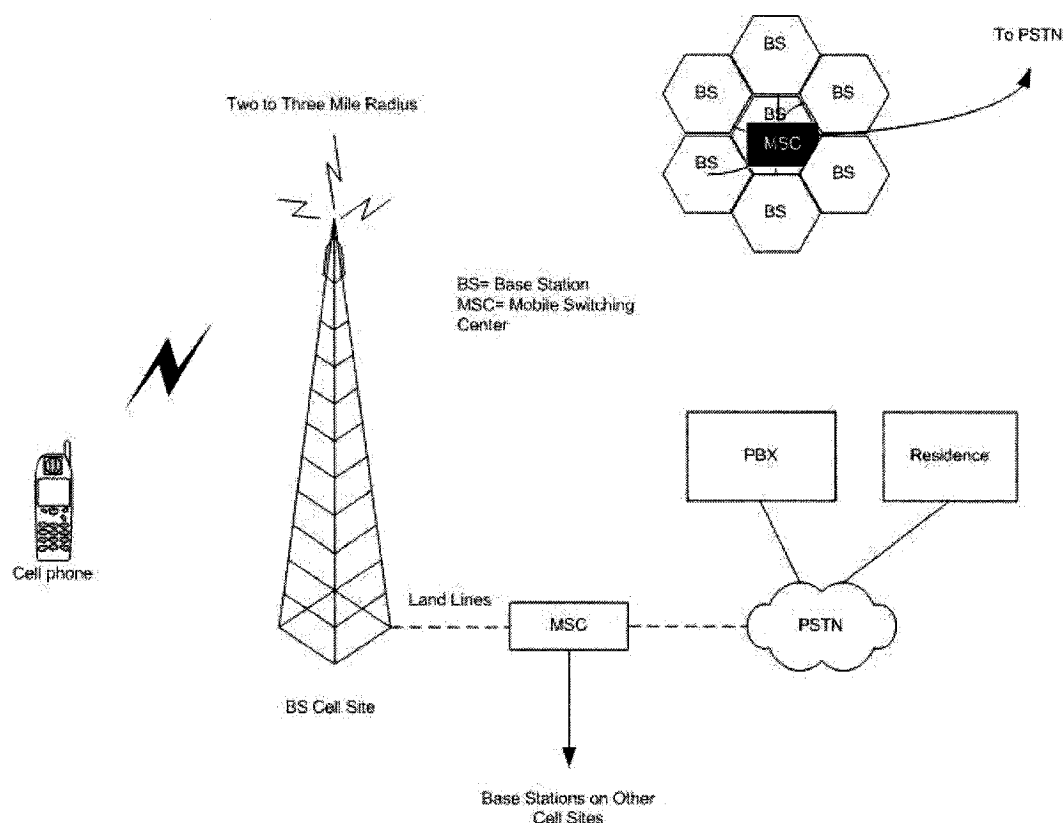 To PSTN
BS
BS
BS
BS
MSC
BS
BS
BS
Two to Three Mile Radius
BS= Base Station
MSC= Mobile Switching
Center
PBX
Residence
Cell phone
Land Lines
MSC
PSTN
BS Cell Site
Base Stations on Other
Cell Sites